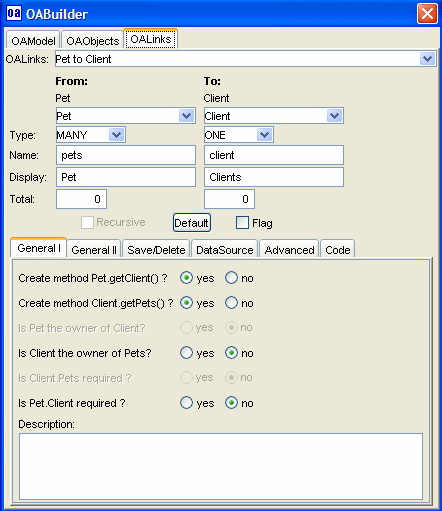 oa OABuilder
OAModel OAObjects OALinks
OALinks: Pet to Client
From: To:
Pet Client
Pet Client
Type: MANY ONE
Name: pets client
Display: Pet Clients
Total: 0 0
Recursive Default Flag
General I General II Save/Delete DataSource Advanced Code
Create method Pet.getClient() ? yes no
Create method Client.getPets() ? yes no
Is Pet the owner of Client? yes no
Is Client the owner of Pets? yes no
Is Client.Pets required ? yes no
Is Pet.Client required ? yes no
Description: